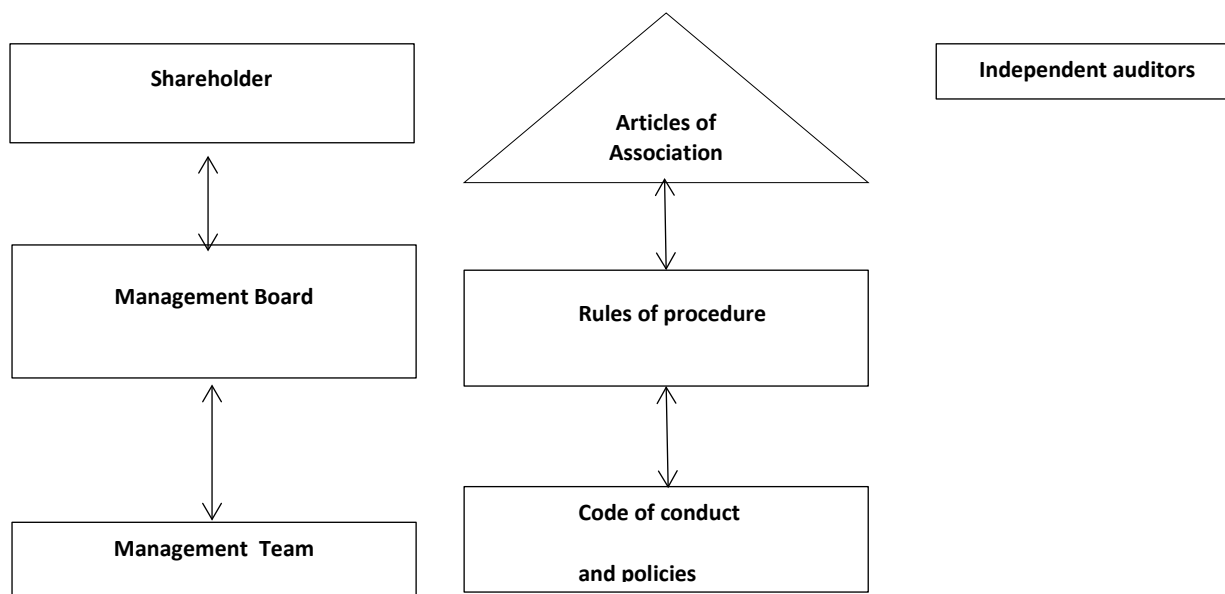 Shareholder
Articles of
Association
Independent auditors
Management Board
Rules of procedure
Management Team
Code of conduct
and policies